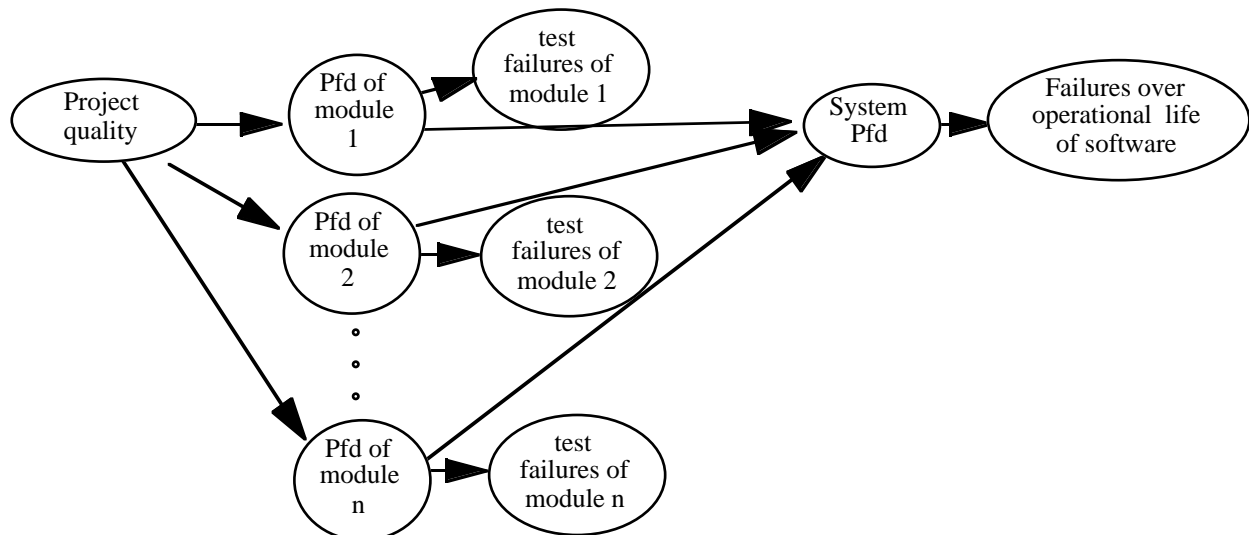 Project
quality
Pfd of
module
1
test
failures of
module 1
System
Pfd
Failures over
operational life
of software
Pfd of
module
2
test
failures of
module 2
Pfd of
module
n
test
failures of
module n